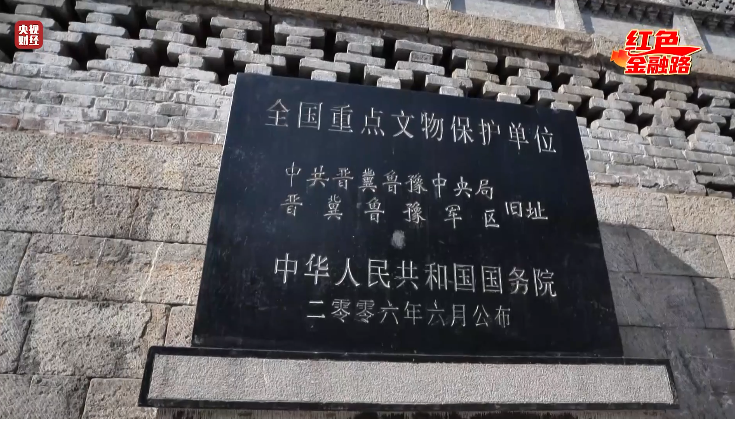 央视
财经
红色
金融路
全国重点文物保护单位
中共晋冀鲁豫中央局
晋冀鲁豫军区旧址
中华人民共和国国务院
二零零六年六月公布